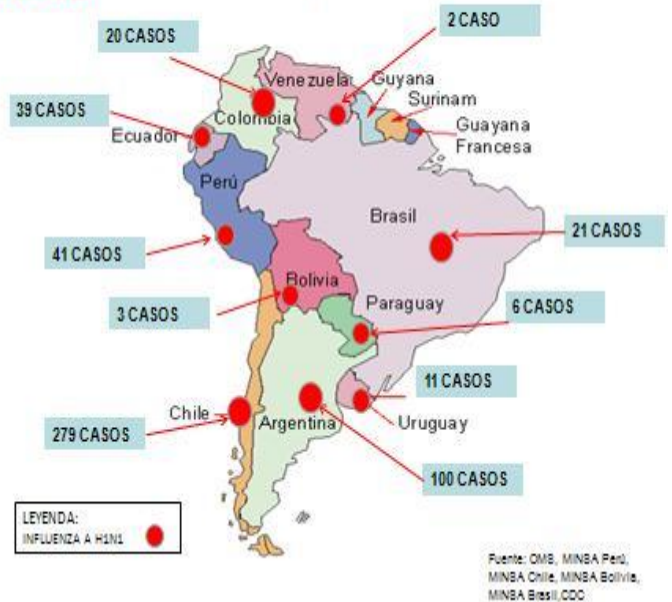 20 CASOS
2 CASO
Venezuela
Guyana
Surinam
39 CASOS
Colombia
Ecuador
Guayana
Francesa
Perú
Brasil
21 CASOS
41 CASOS
Bolivia
3 CASOS
Paraguay
6 CASOS
11 CASOS
Chile
Argentina
Uruguay
279 CASOS
100 CASOS
LEYENDA:
INFLUENZA A H1N1
Fuente: OMS, MINSA Perú,
MINSA Chile, MINSA Bolivia,
MINSA Brasil,CDC